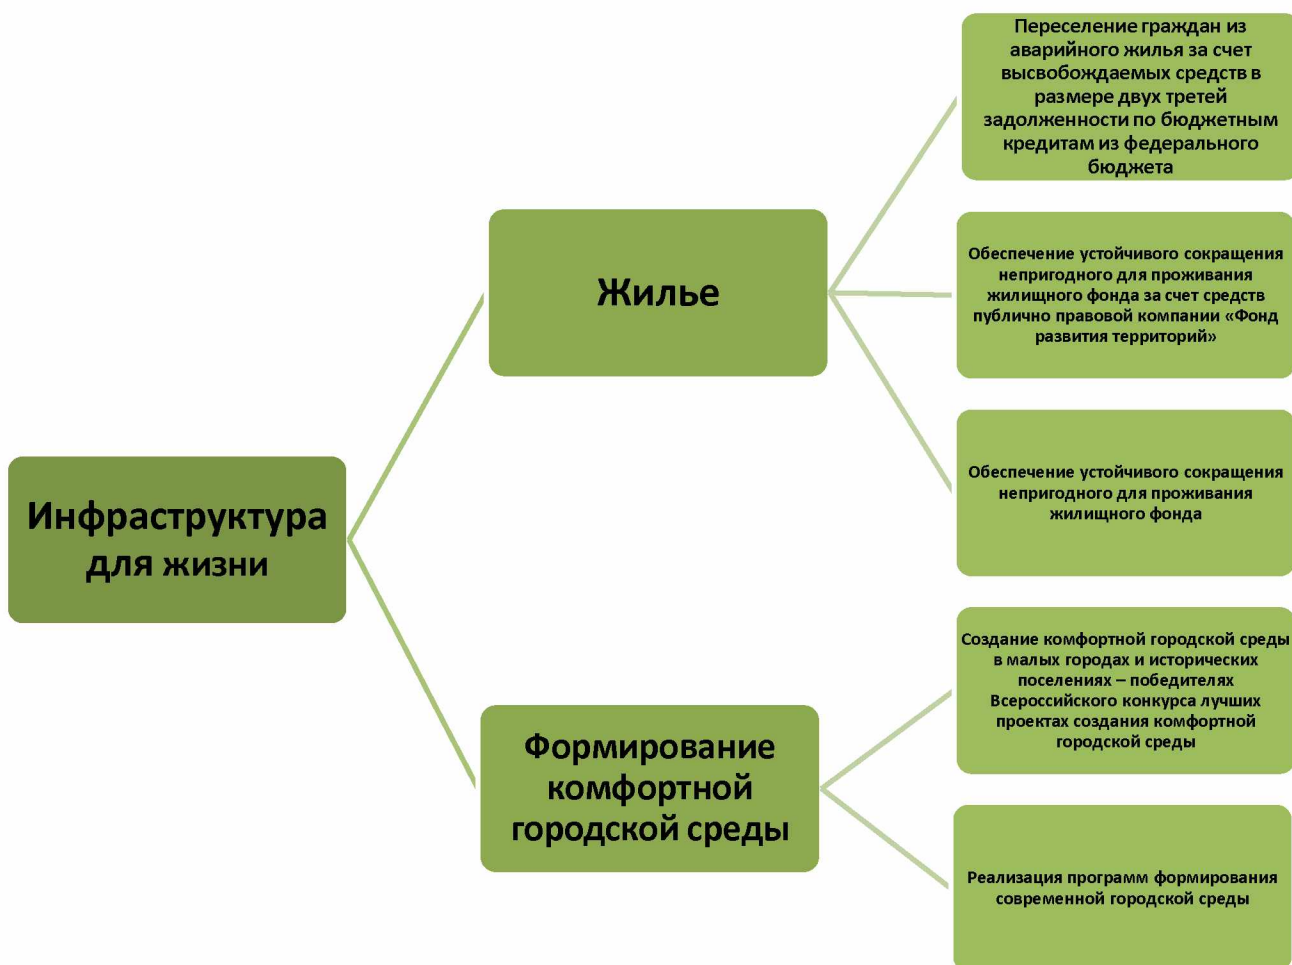 Инфраструктура
для жизни
Жилье
Переселение граждан из
аварийного жилья за счет
высвобождаемых средств в
размере двух третей
задолженности по бюджетным
кредитам из федерального
бюджета
Обеспечение устойчивого сокращения
непригодного для проживания
жилищного фонда за счет средств
публично правовой компании «Фонд
развития территорий»
Обеспечение устойчивого сокращения
непригодного для проживания
жилищного фонда
Формирование
комфортной
городской среды
Создание комфортной городской среды
в малых городах и исторических
поселениях – победителях
Всероссийского конкурса лучших
проектах создания комфортной
городской среды
Реализация программ формирования
современной городской среды